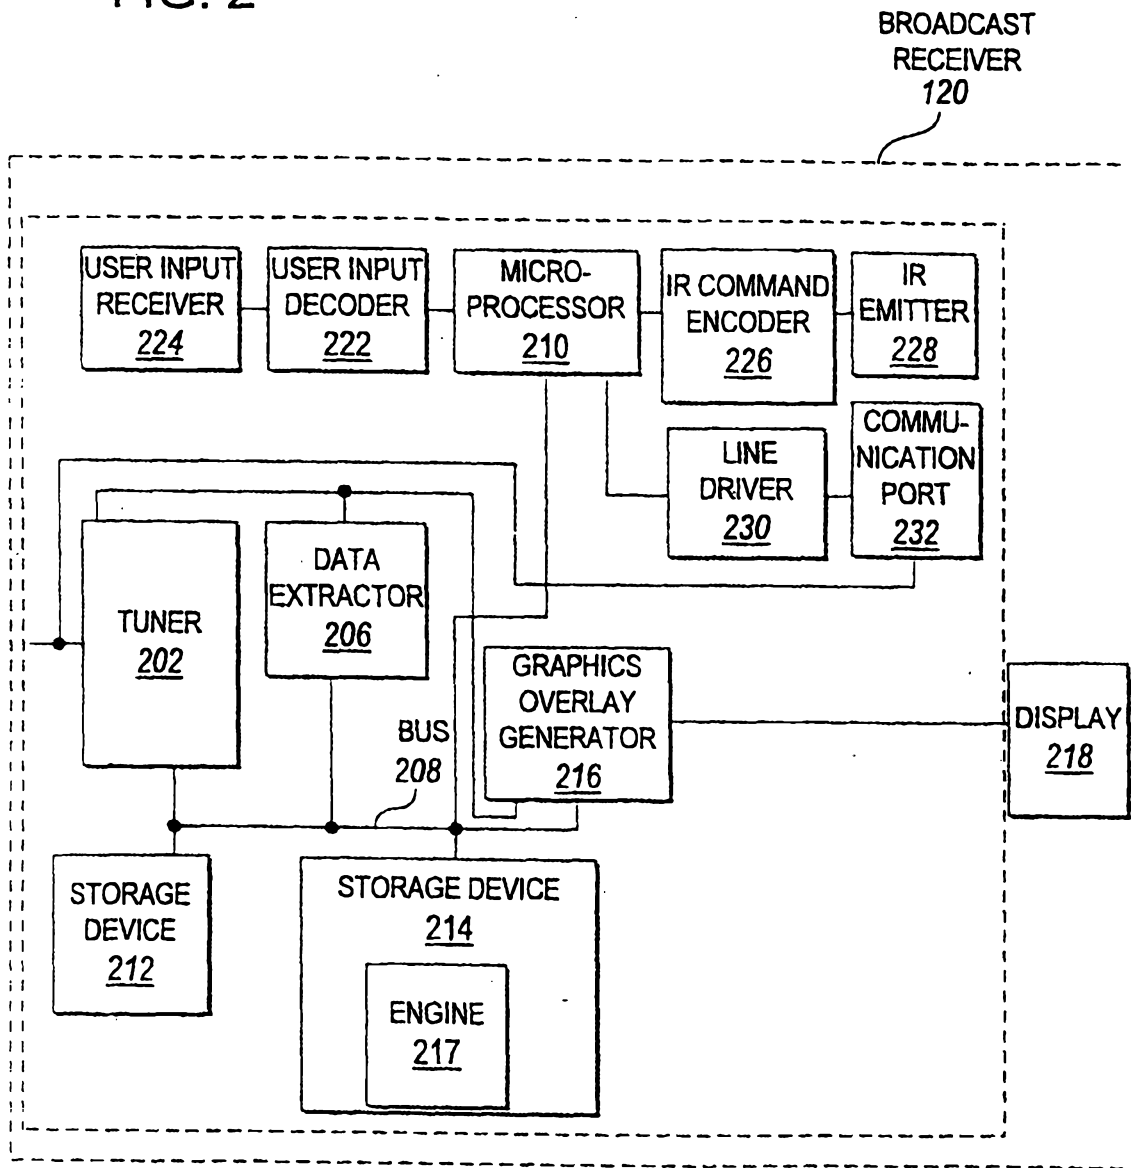 FIG. 2
BROADCAST
RECEIVER
120
USER INPUT
RECEIVER
224
USER INPUT
DECODER
222
MICRO-
PROCESSOR
210
IR COMMAND
ENCODER
226
IR
EMITTER
228
LINE
DRIVER
230
COMMU-
NICATION
PORT
232
TUNER
202
DATA
EXTRACTOR
206
GRAPHICS
OVERLAY
GENERATOR
216
DISPLAY
218
BUS
208
STORAGE
DEVICE
212
STORAGE DEVICE
214
ENGINE
217